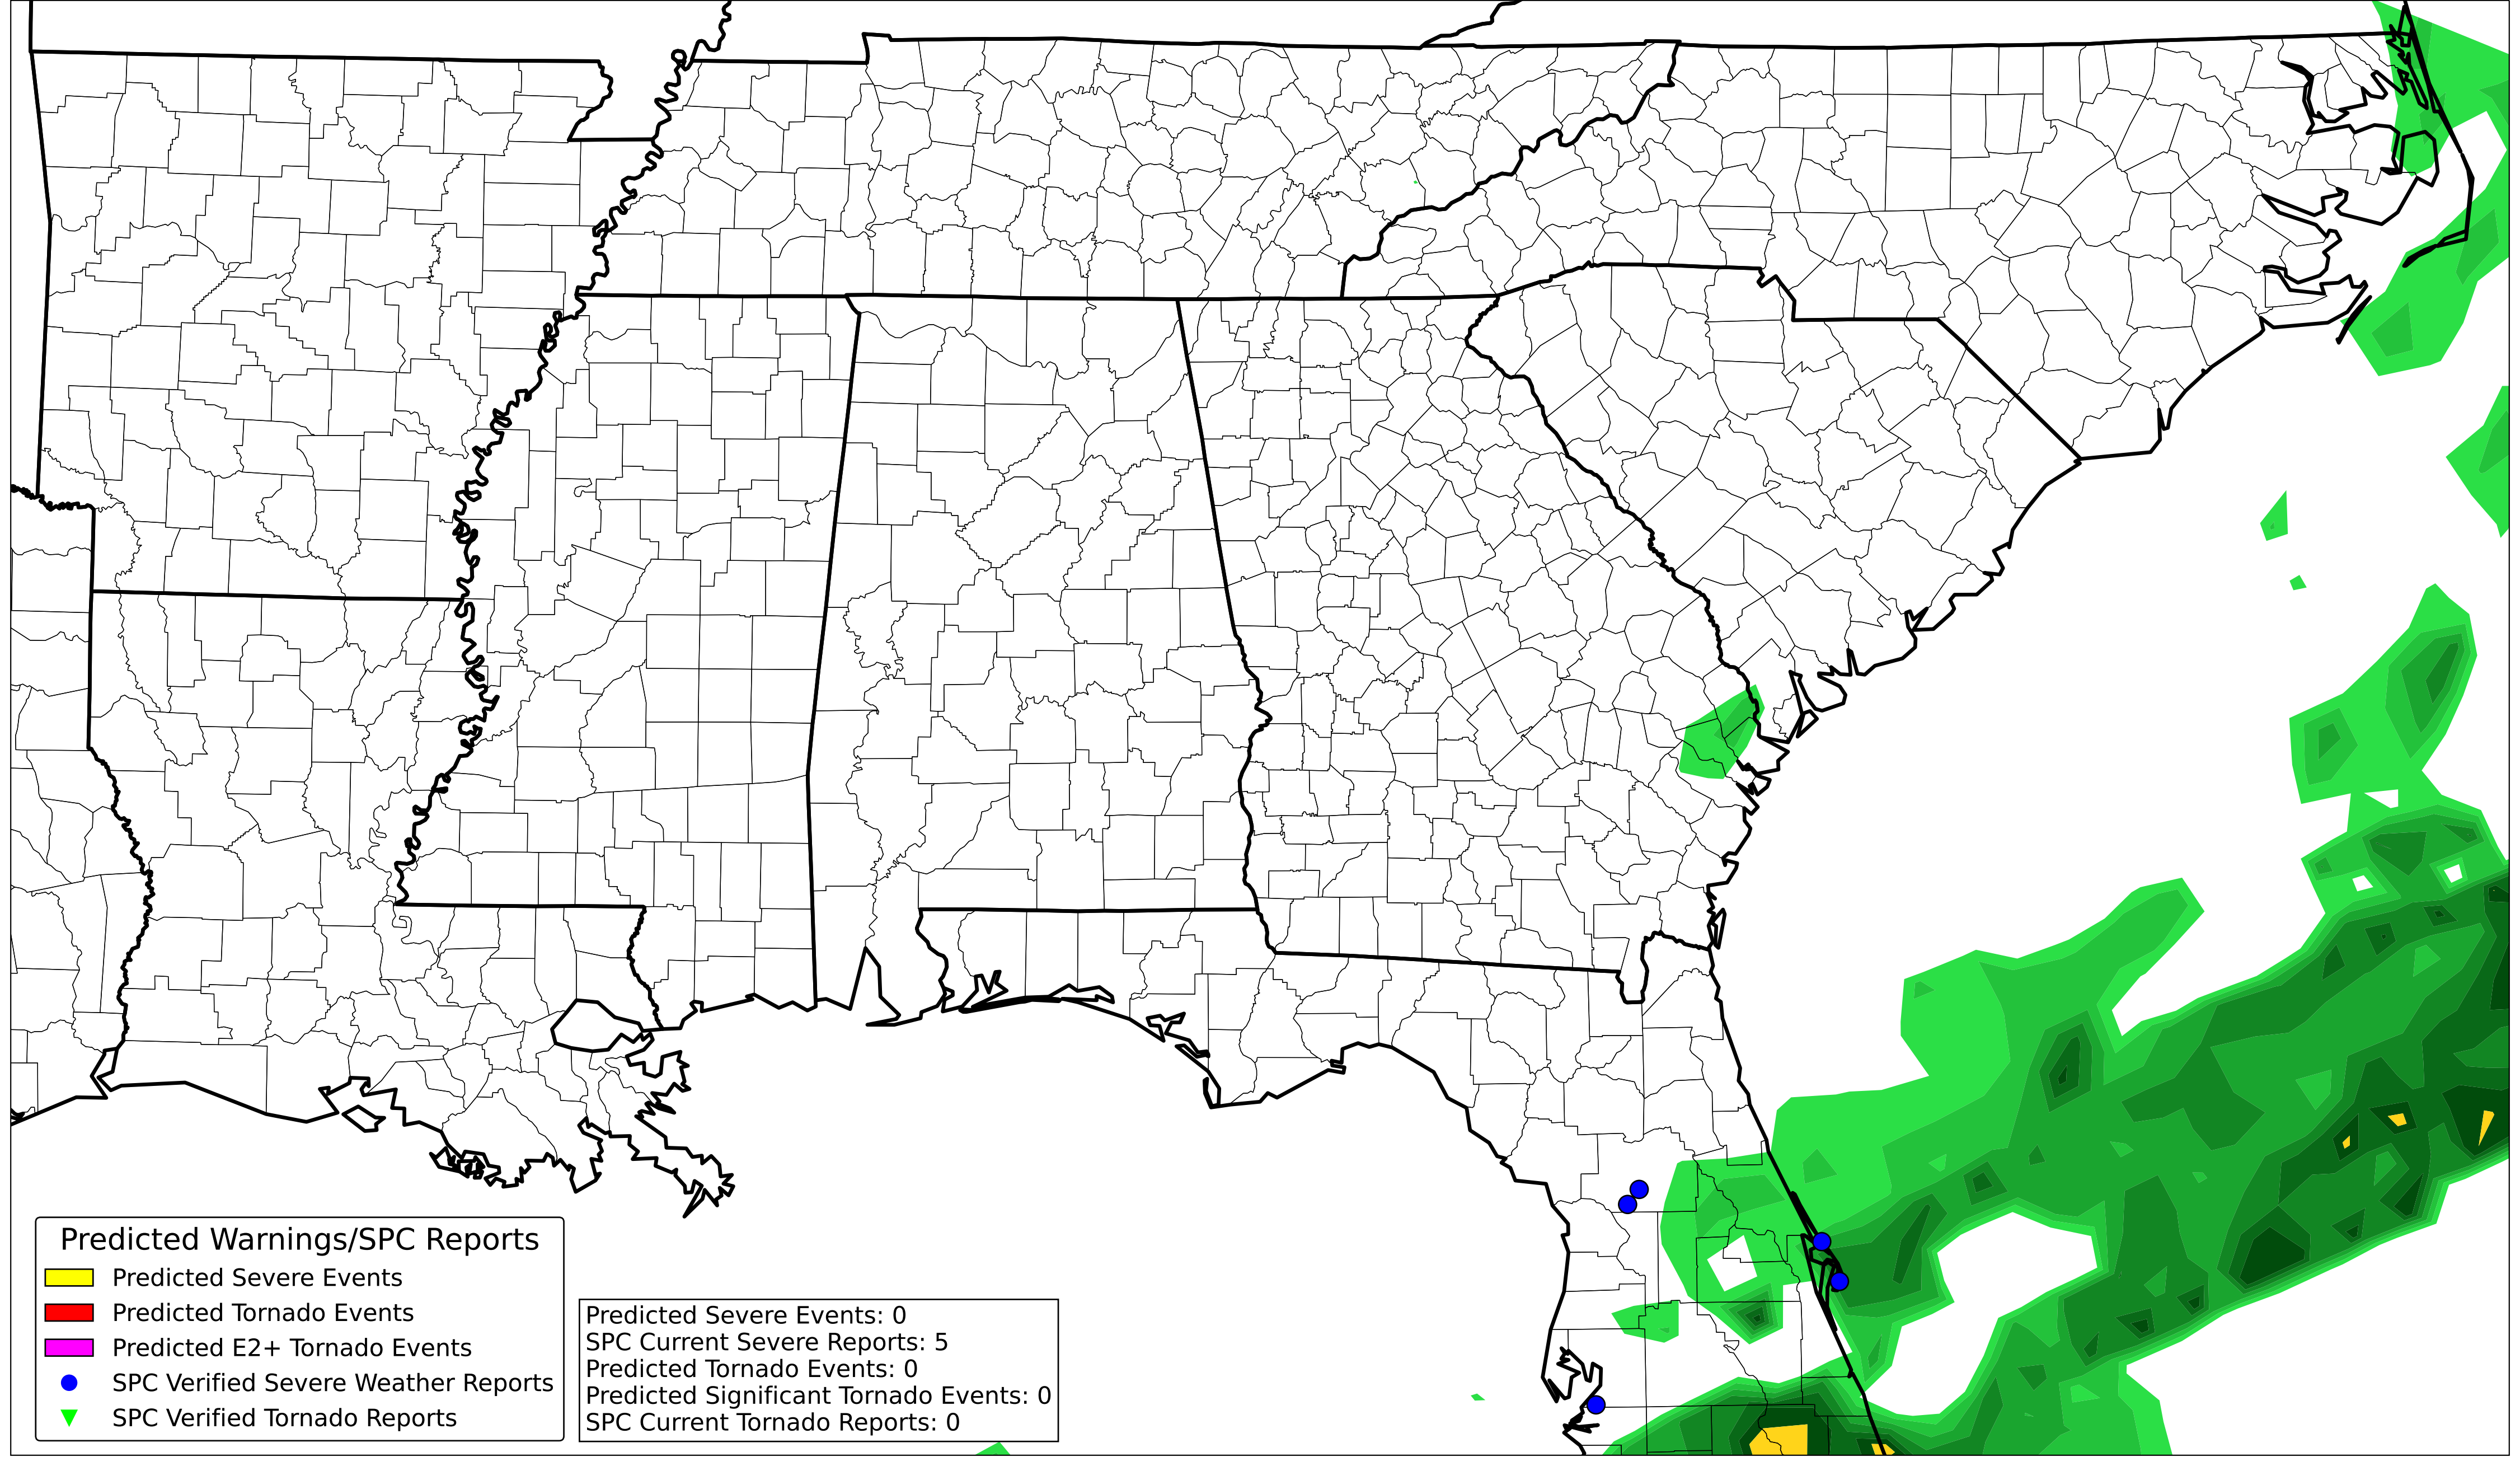 Predicted Warnings/SPC Reports
Predicted Severe Events
Predicted Tornado Events
Predicted E2+ Tornado Events
SPC Verified Severe Weather Reports
SPC Verified Tornado Reports
Predicted Severe Events: 0
SPC Current Severe Reports: 5
Predicted Tornado Events: 0
Predicted Significant Tornado Events: 0
SPC Current Tornado Reports: 0